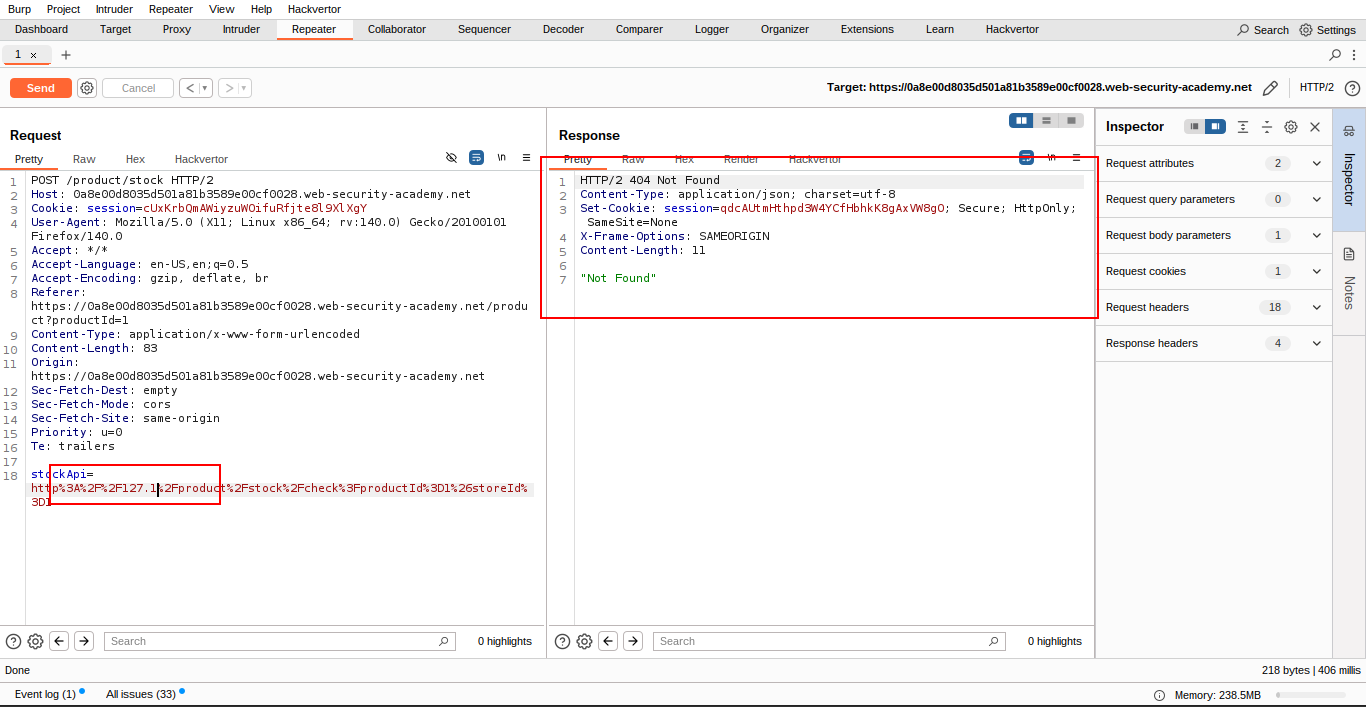 Burp Project Intruder Repeater View Help Hackvertor
Dashboard Target Proxy Intruder Repeater Collaborator Sequencer Decoder Comparer Logger Organizer Extensions Learn Hackvertor Search Settings
1 × +
Send Cancel < > Target: https://0a8e00d8035d501a81b3589e00cf0028.web-security-academy.net HTTP/2
Request
Pretty Raw Hex Hackvertor \n
1 POST /product/stock HTTP/2
2 Host: 0a8e00d8035d501a81b3589e00cf0028.web-security-academy.net
3 Cookie: session=cUxKrbQmAWiyzuWOifuRfjte8l9XlXgY
4 User-Agent: Mozilla/5.0 (X11; Linux x86_64; rv:140.0) Gecko/20100101
Firefox/140.0
5 Accept: */*
6 Accept-Language: en-US,en;q=0.5
7 Accept-Encoding: gzip, deflate, br
8 Referer:
https://0a8e00d8035d501a81b3589e00cf0028.web-security-academy.net/produ
ct?productId=1
9 Content-Type: application/x-www-form-urlencoded
10 Content-Length: 83
11 Origin:
https://0a8e00d8035d501a81b3589e00cf0028.web-security-academy.net
12 Sec-Fetch-Dest: empty
13 Sec-Fetch-Mode: cors
14 Sec-Fetch-Site: same-origin
15 Priority: u=0
16 Te: trailers
17
18 stockApi=
http%3A%2F%2F127.1%2Fproduct%2Fstock%2Fcheck%3FproductId%3D1%26storeId%
3D1
Search 0 highlights
Response
Pretty Raw Hex Render Hackvertor \n
1 HTTP/2 404 Not Found
2 Content-Type: application/json; charset=utf-8
3 Set-Cookie: session=qdcAUtmHthpd3W4YCfHbhkK8gAxVW8gO; Secure; HttpOnly;
SameSite=None
4 X-Frame-Options: SAMEORIGIN
5 Content-Length: 11
6
7 "Not Found"
Search 0 highlights
Inspector
Request attributes 2
Request query parameters 0
Request body parameters 1
Request cookies 1
Request headers 18
Response headers 4
Inspector
Notes
Done 218 bytes | 406 millis
Event log (1) All issues (33) Memory: 238.5MB